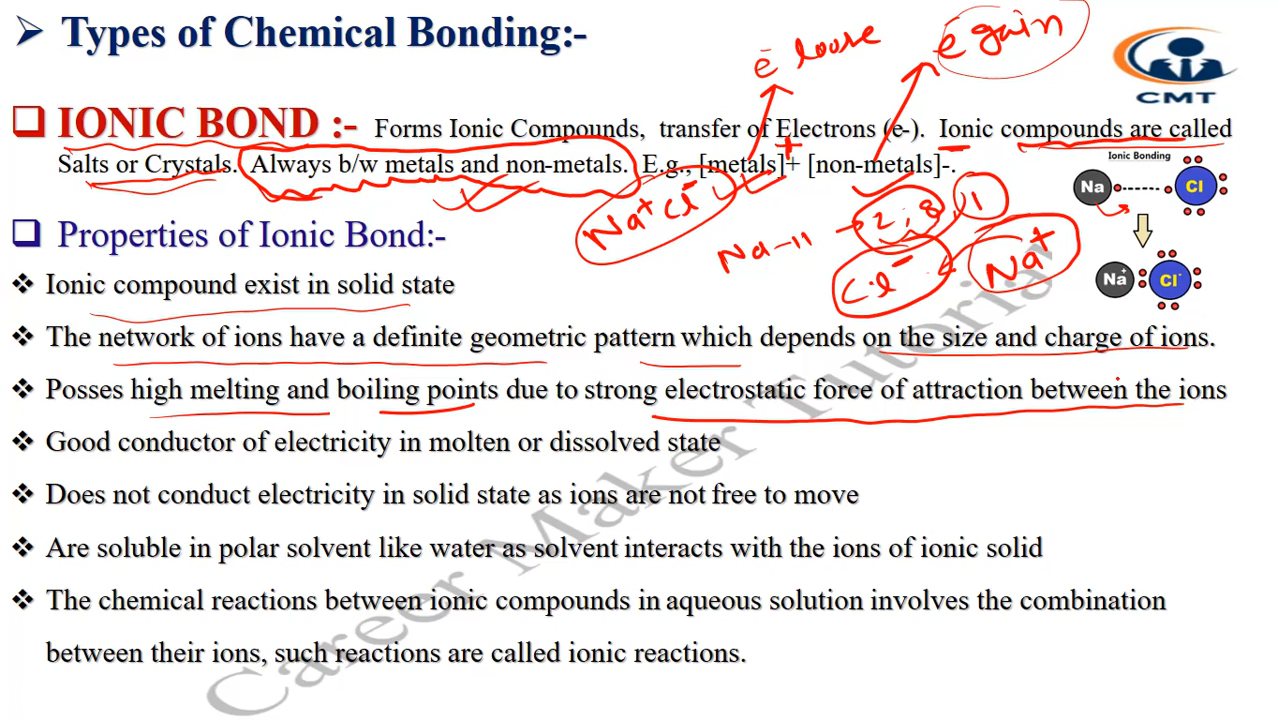 Types of Chemical Bonding:-
e- loose
e- gain
CMT
IONIC BOND :- Forms Ionic Compounds, transfer of Electrons (e-). Ionic compounds are called
Salts or Crystals. Always b/w metals and non-metals. E.g., [metals]+ [non-metals]-.
+
Ionic Bonding
Na Cl
Na+ Cl-
Na-11 → 2, 8, 1
Cl- Na+
Na+ Cl-
Properties of Ionic Bond:-
Ionic compound exist in solid state
The network of ions have a definite geometric pattern which depends on the size and charge of ions.
Posses high melting and boiling points due to strong electrostatic force of attraction between the ions
Good conductor of electricity in molten or dissolved state
Does not conduct electricity in solid state as ions are not free to move
Are soluble in polar solvent like water as solvent interacts with the ions of ionic solid
The chemical reactions between ionic compounds in aqueous solution involves the combination
between their ions, such reactions are called ionic reactions.
Career Maker Tutorial